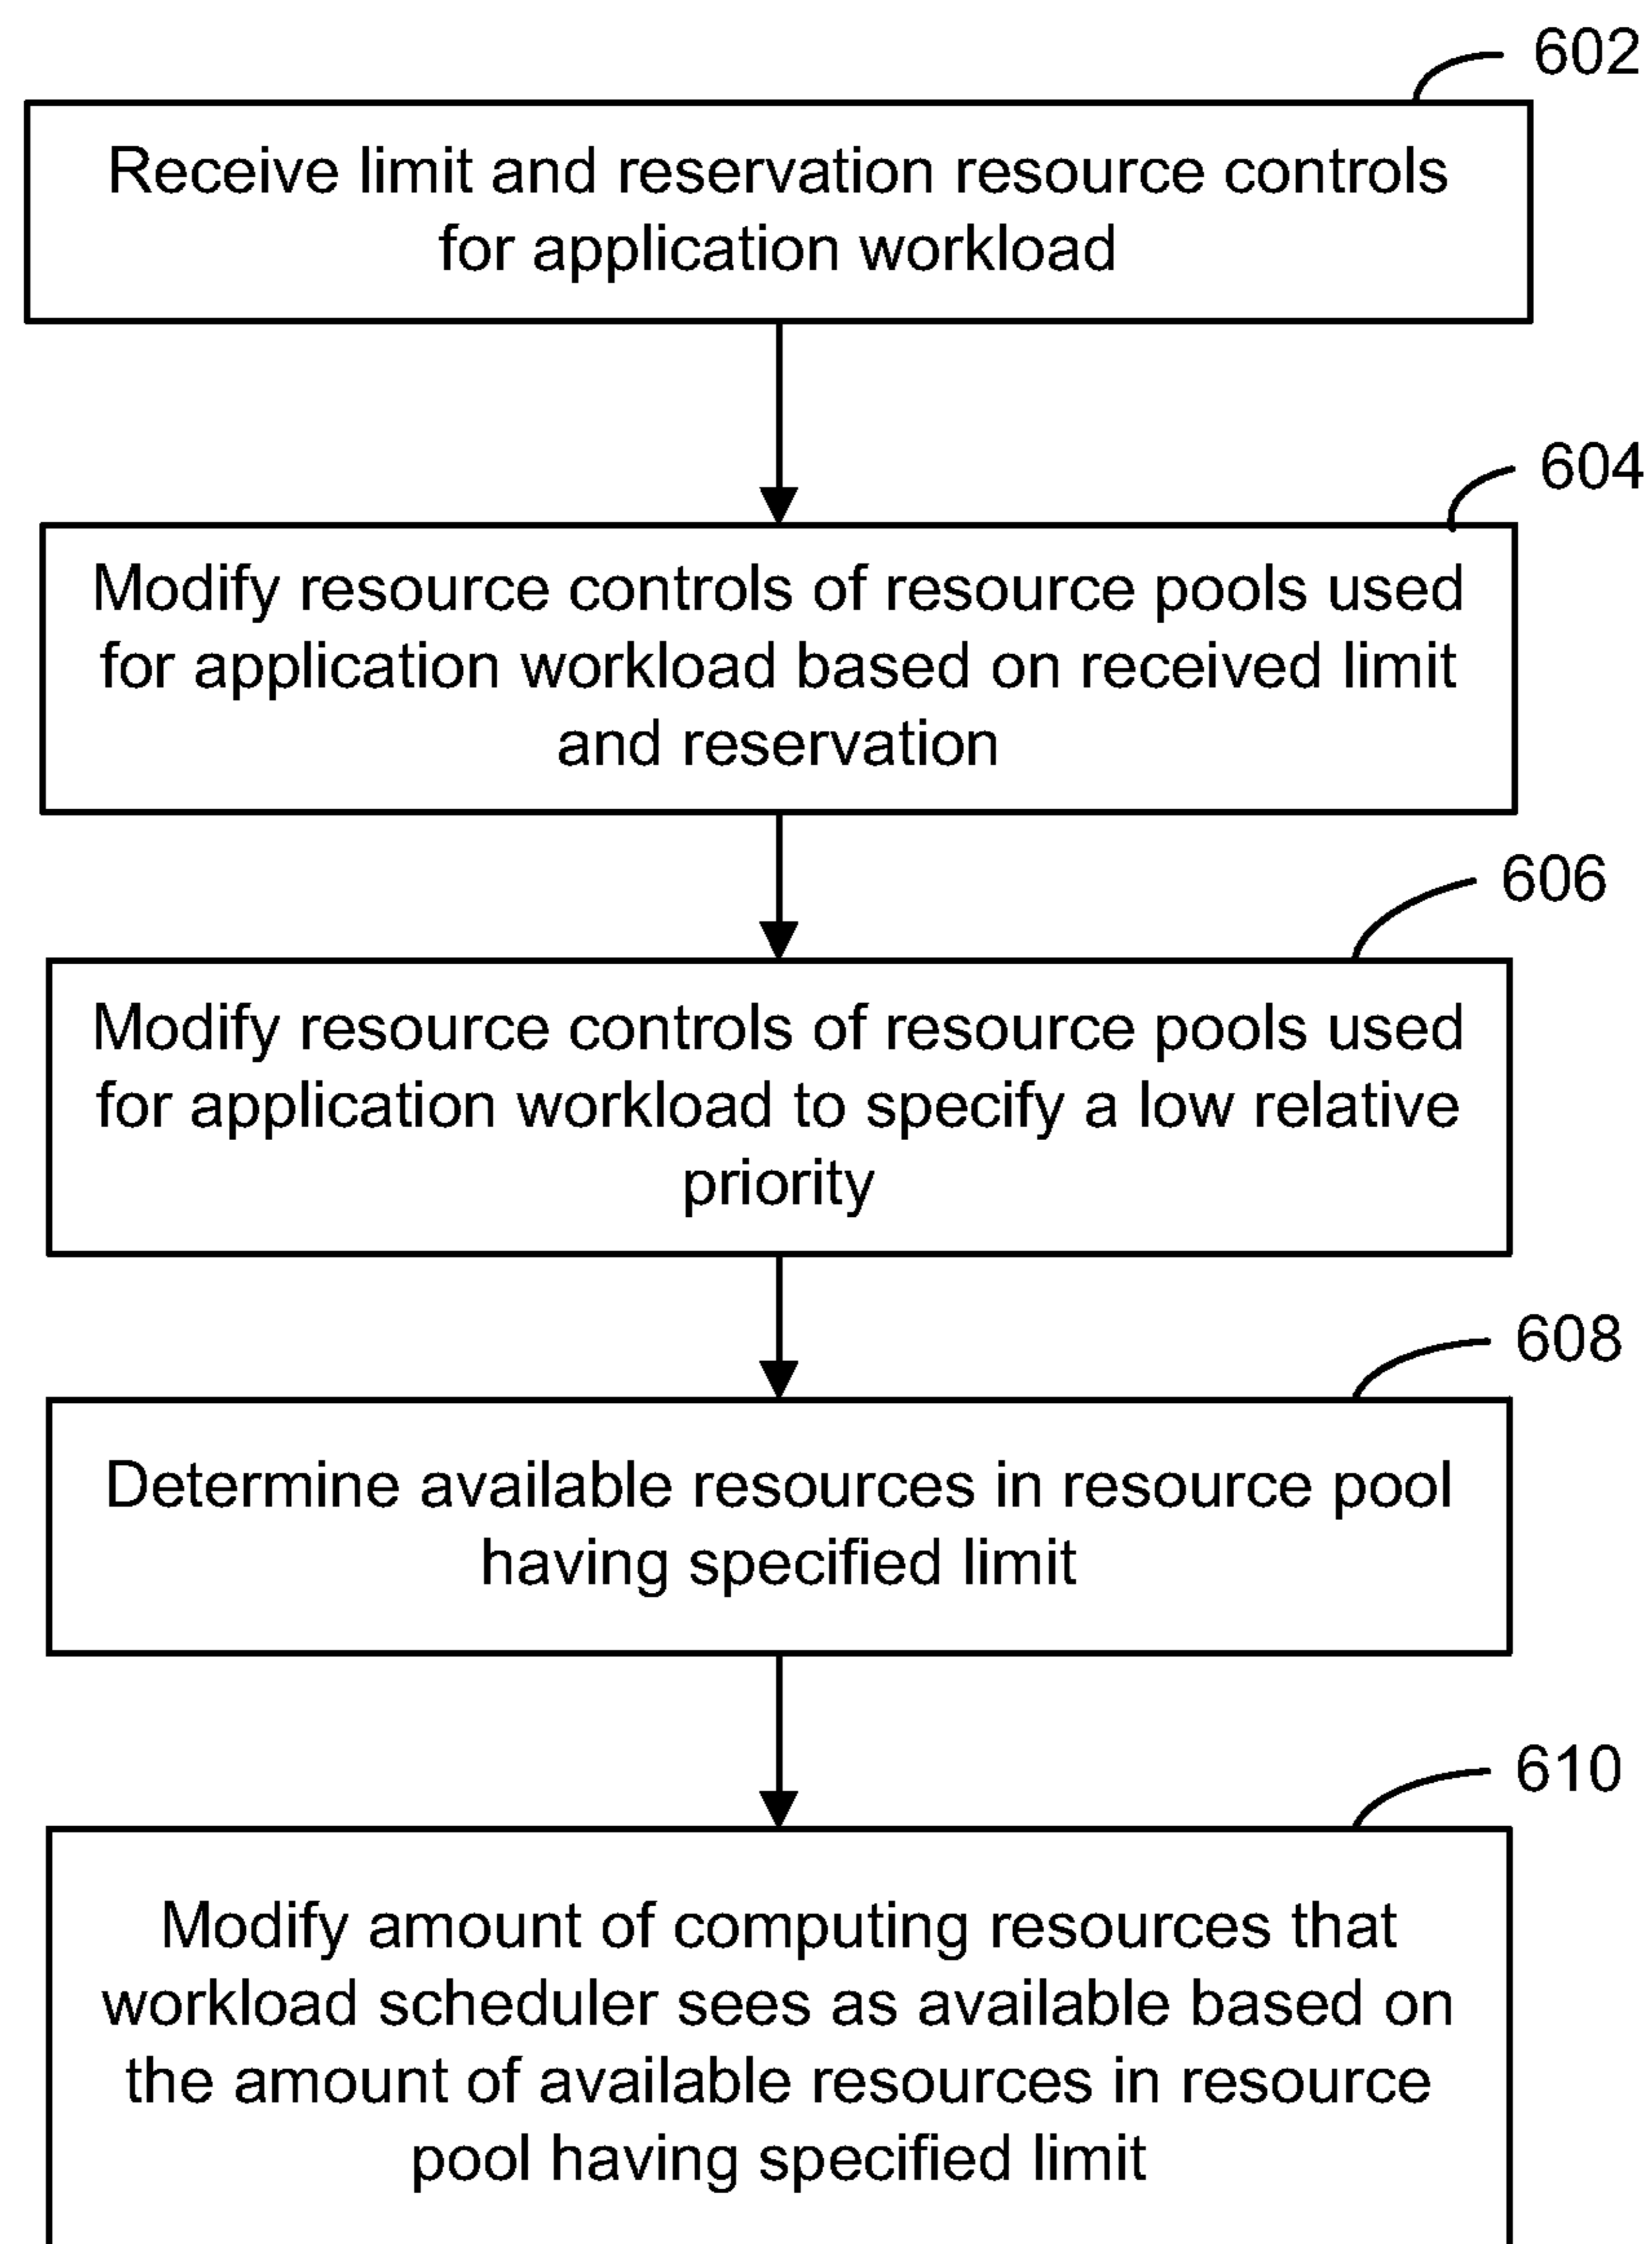 602
Receive limit and reservation resource controls
for application workload
604
Modify resource controls of resource pools used
for application workload based on received limit
and reservation
606
Modify resource controls of resource pools used
for application workload to specify a low relative
priority
608
Determine available resources in resource pool
having specified limit
610
Modify amount of computing resources that
workload scheduler sees as available based on
the amount of available resources in resource
pool having specified limit